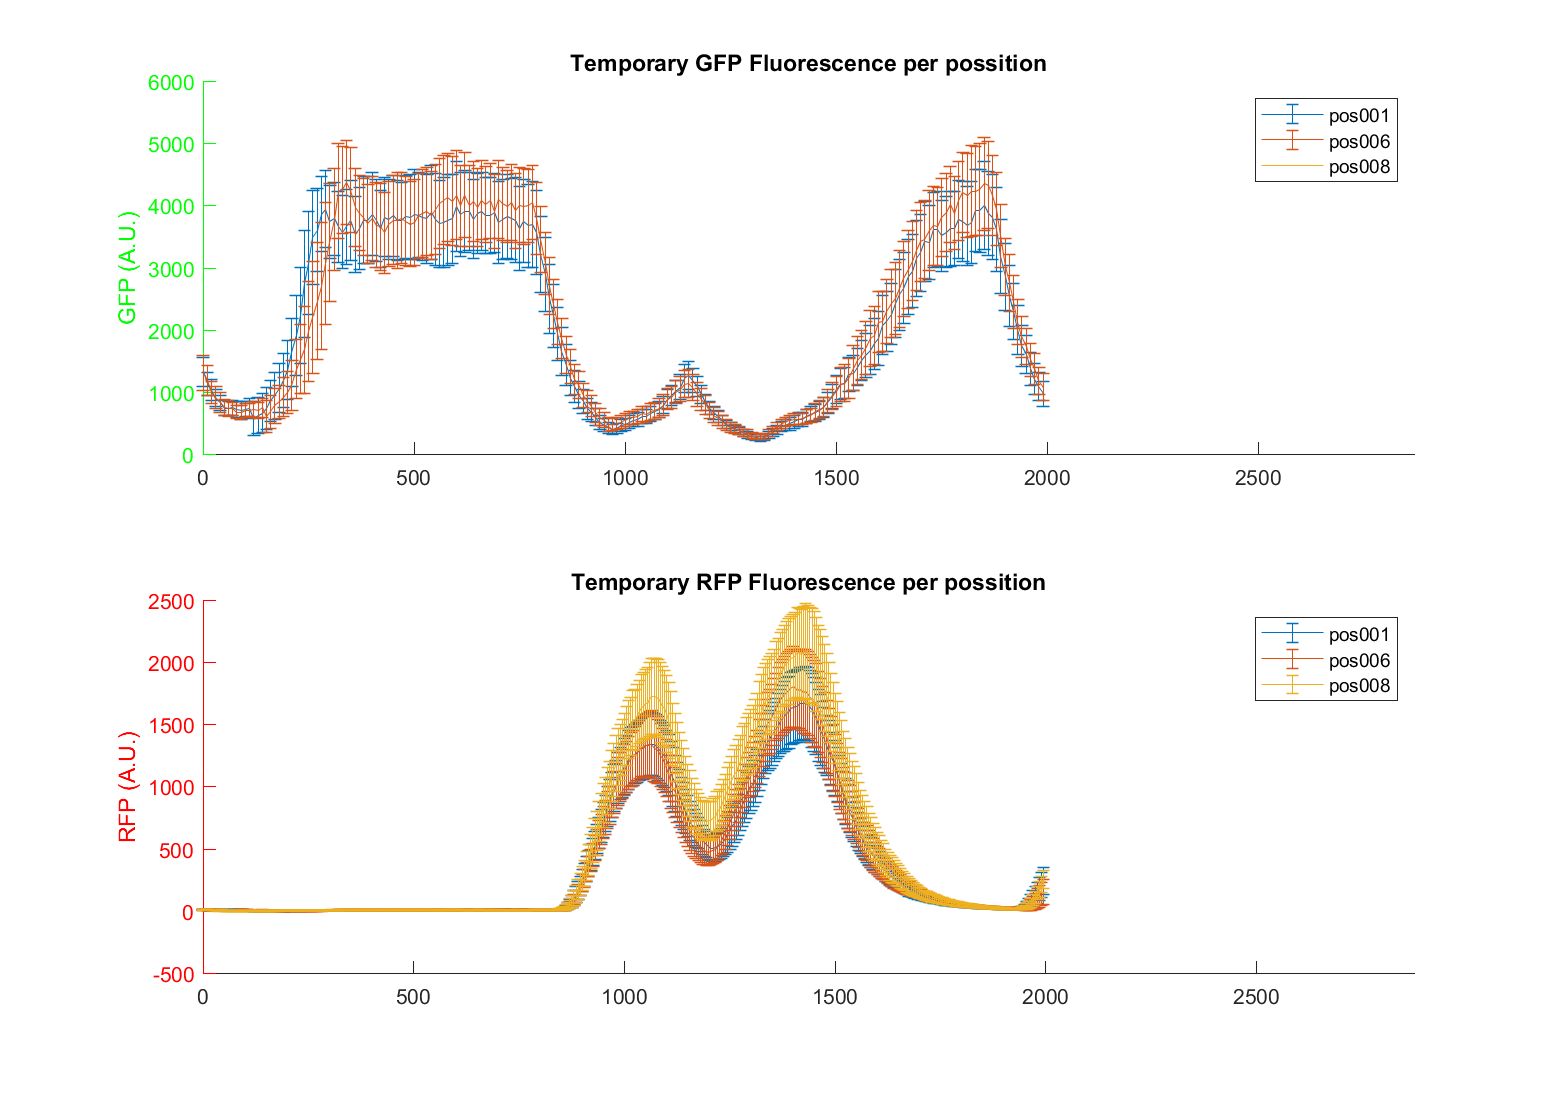 Temporary GFP Fluorescence per possition
GFP (A.U.)
6000
5000
4000
3000
2000
1000
0
0 500 1000 1500 2000 2500
pos001
pos006
pos008
Temporary RFP Fluorescence per possition
RFP (A.U.)
2500
2000
1500
1000
500
0
-500
0 500 1000 1500 2000 2500
pos001
pos006
pos008